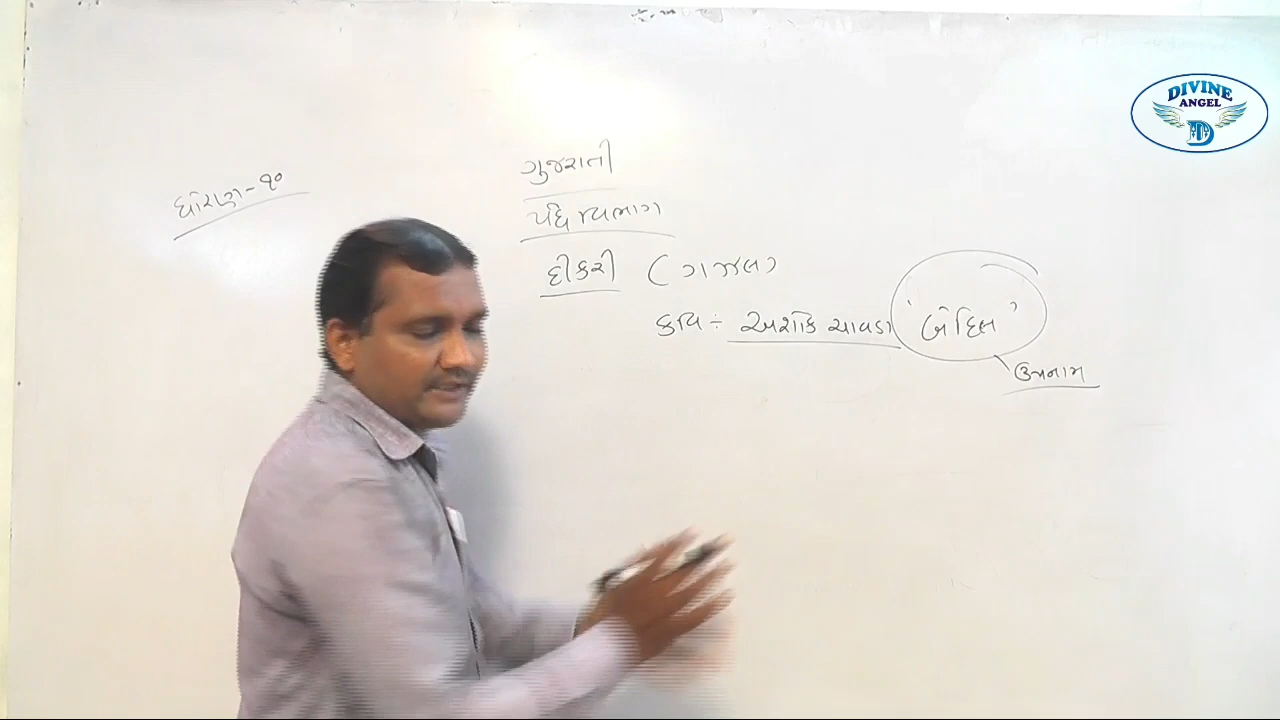 DIVINE
ANGEL
D
ધોરણ-૧૦
ગુજરાતી
પદ્ય વિભાગ
દીકરી (ગઝલ)
કવિ ÷ અશોક ચાવડા 'બેદિલ'
ઉપનામ